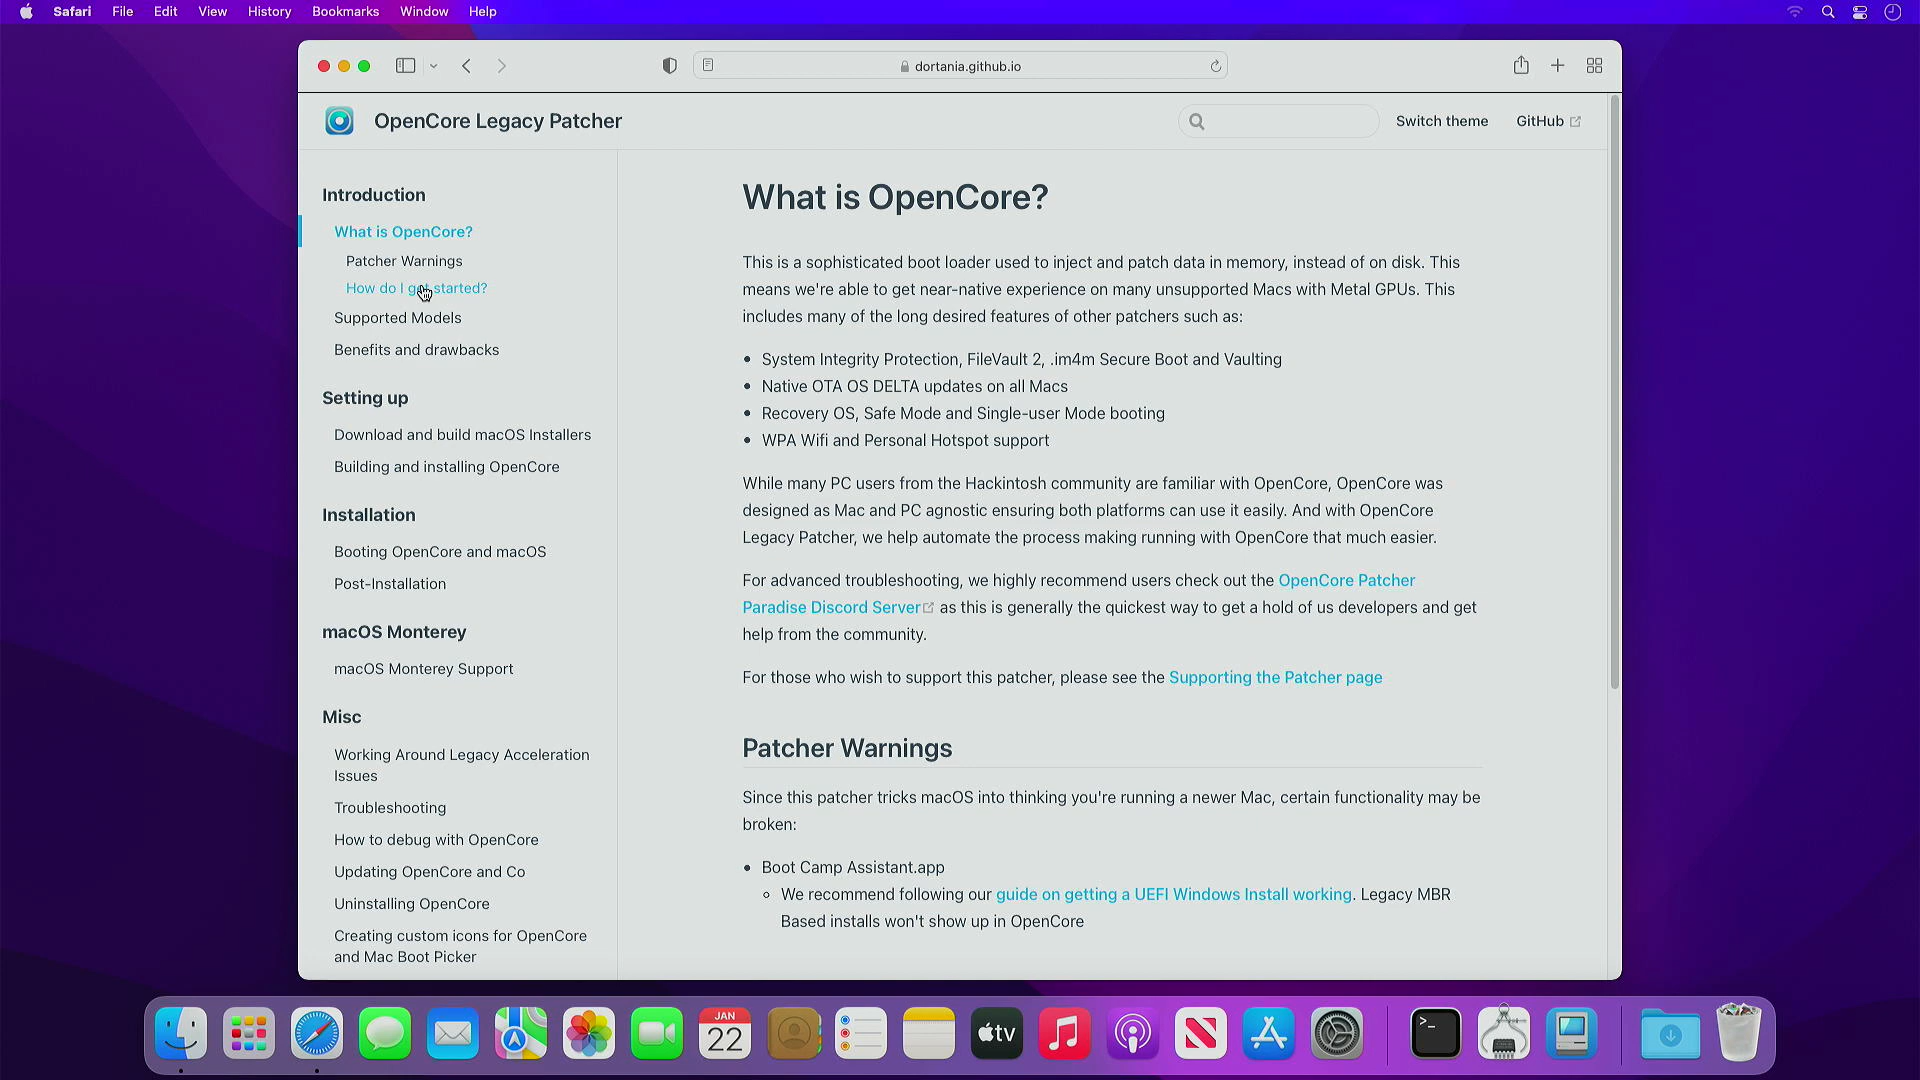 Safari File Edit View History Bookmarks Window Help
dortania.github.io
OpenCore Legacy Patcher
Switch theme GitHub
Introduction
What is OpenCore?
Patcher Warnings
How do I get started?
Supported Models
Benefits and drawbacks
Setting up
Download and build macOS Installers
Building and installing OpenCore
Installation
Booting OpenCore and macOS
Post-Installation
macOS Monterey
macOS Monterey Support
Misc
Working Around Legacy Acceleration
Issues
Troubleshooting
How to debug with OpenCore
Updating OpenCore and Co
Uninstalling OpenCore
Creating custom icons for OpenCore
and Mac Boot Picker
What is OpenCore?
This is a sophisticated boot loader used to inject and patch data in memory, instead of on disk. This
means we're able to get near-native experience on many unsupported Macs with Metal GPUs. This
includes many of the long desired features of other patchers such as:
• System Integrity Protection, FileVault 2, .im4m Secure Boot and Vaulting
• Native OTA OS DELTA updates on all Macs
• Recovery OS, Safe Mode and Single-user Mode booting
• WPA Wifi and Personal Hotspot support
While many PC users from the Hackintosh community are familiar with OpenCore, OpenCore was
designed as Mac and PC agnostic ensuring both platforms can use it easily. And with OpenCore
Legacy Patcher, we help automate the process making running with OpenCore that much easier.
For advanced troubleshooting, we highly recommend users check out the OpenCore Patcher
Paradise Discord Server as this is generally the quickest way to get a hold of us developers and get
help from the community.
For those who wish to support this patcher, please see the Supporting the Patcher page
Patcher Warnings
Since this patcher tricks macOS into thinking you're running a newer Mac, certain functionality may be
broken:
• Boot Camp Assistant.app
◦ We recommend following our guide on getting a UEFI Windows Install working. Legacy MBR
Based installs won't show up in OpenCore
JAN
22
tv
>_